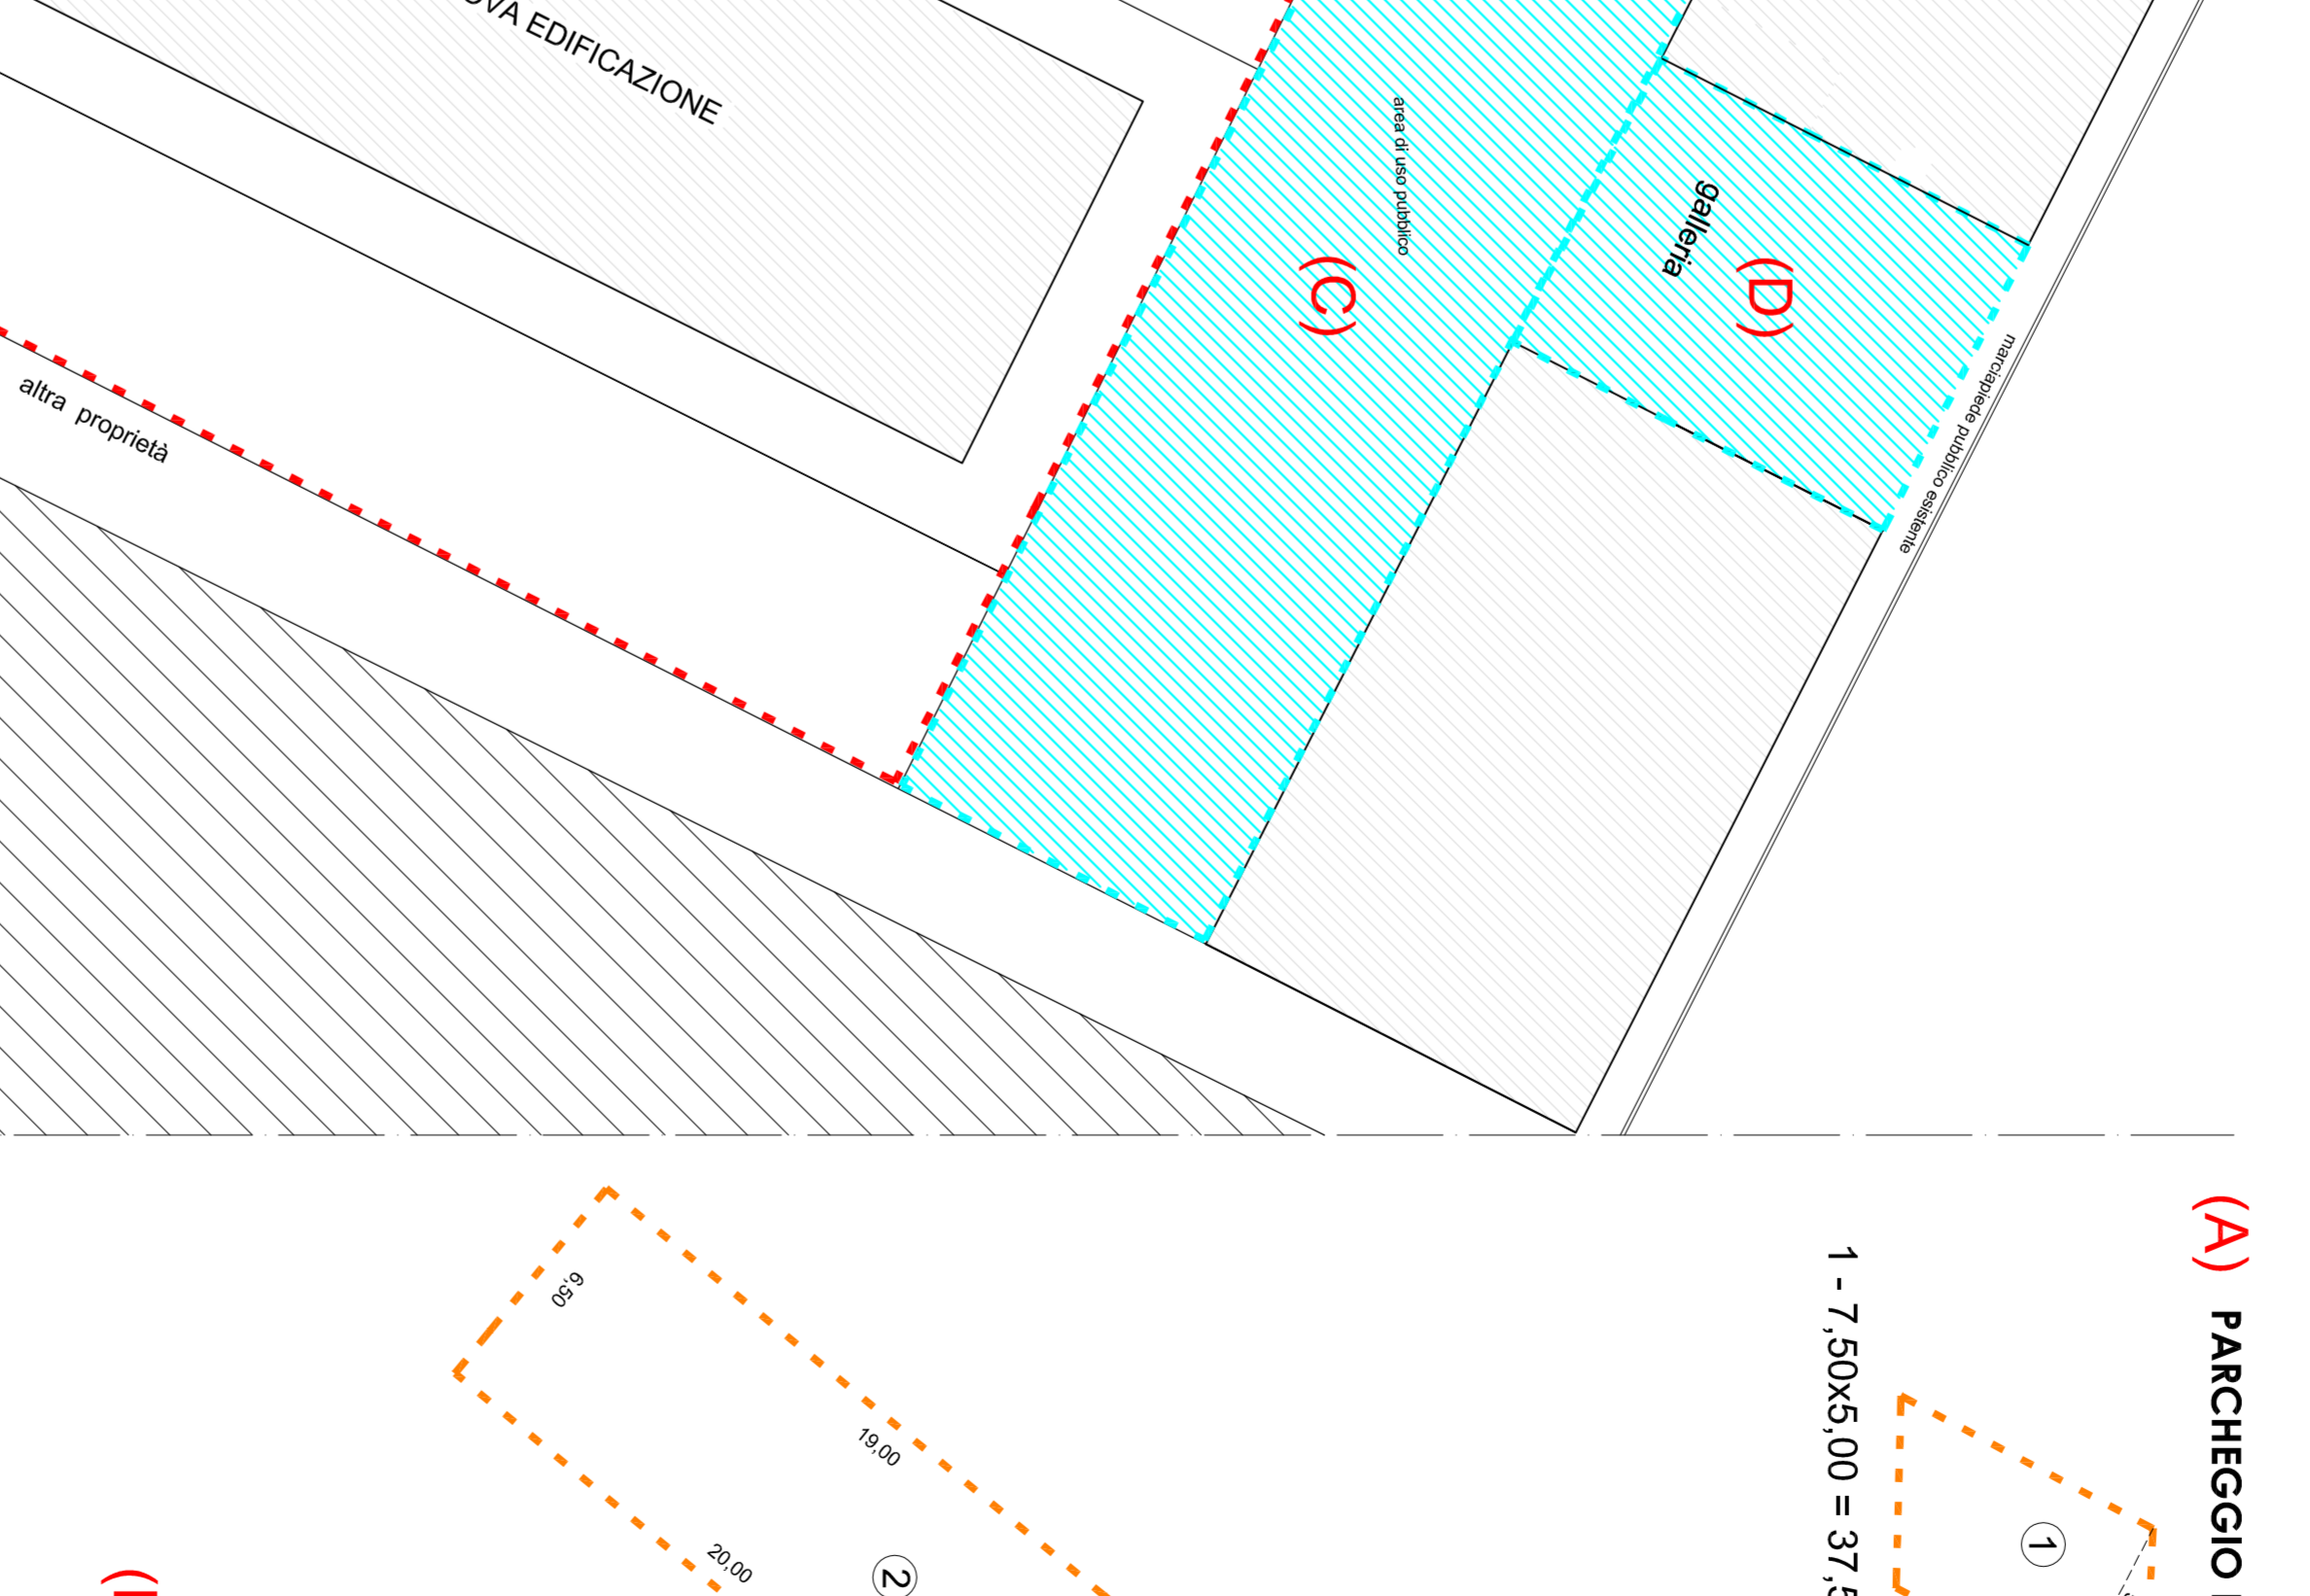 OVA EDIFICAZIONE
area di uso pubblico
(C)
galleria
(D)
marciapiede pubblico esistente
altra proprietà
(A) PARCHEGGIO
1 - 7,50x5,00 = 37,5
1
6,50
19,00
20,00
2